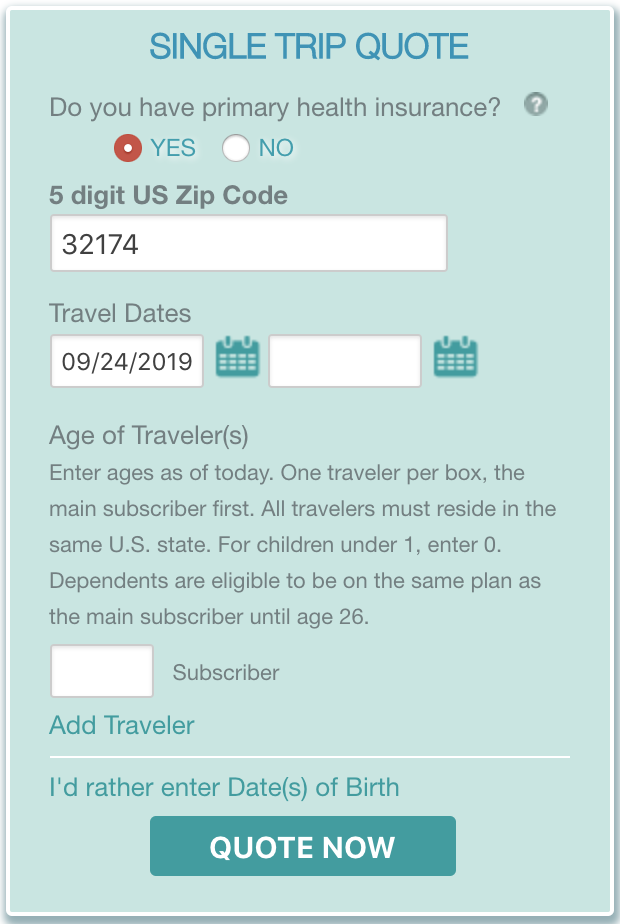 SINGLE TRIP QUOTE
Do you have primary health insurance? ?
YES NO
5 digit US Zip Code
32174
Travel Dates
09/24/2019
Age of Traveler(s)
Enter ages as of today. One traveler per box, the
main subscriber first. All travelers must reside in the
same U.S. state. For children under 1, enter 0.
Dependents are eligible to be on the same plan as
the main subscriber until age 26.
Subscriber
Add Traveler
I'd rather enter Date(s) of Birth
QUOTE NOW